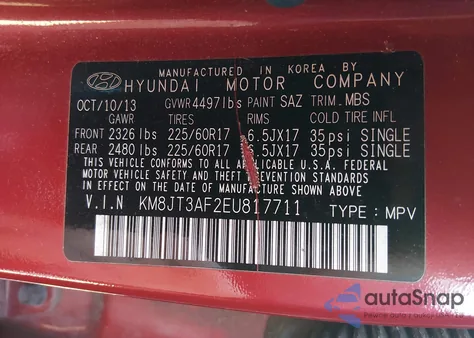 MANUFACTURED IN KOREA BY
HYUNDAI MOTOR COMPANY
OCT/10/13 GVWR 4497lbs PAINT SAZ TRIM MBS
GAWR TIRES RIMS COLD TIRE INFL
FRONT 2326 lbs 225/60R17 6.5JX17 35psi SINGLE
REAR 2480 lbs 225/60R17 6.5JX17 35psi SINGLE
THIS VEHICLE CONFORMS TO ALL APPLICABLE U.S.A. FEDERAL
MOTOR VEHICLE SAFETY AND THEFT PREVENTION STANDARDS
IN EFFECT ON THE DATE OF MANUFACTURE SHOWN ABOVE.
V.I.N KM8JT3AF2EU817711 TYPE : MPV
autoSnap